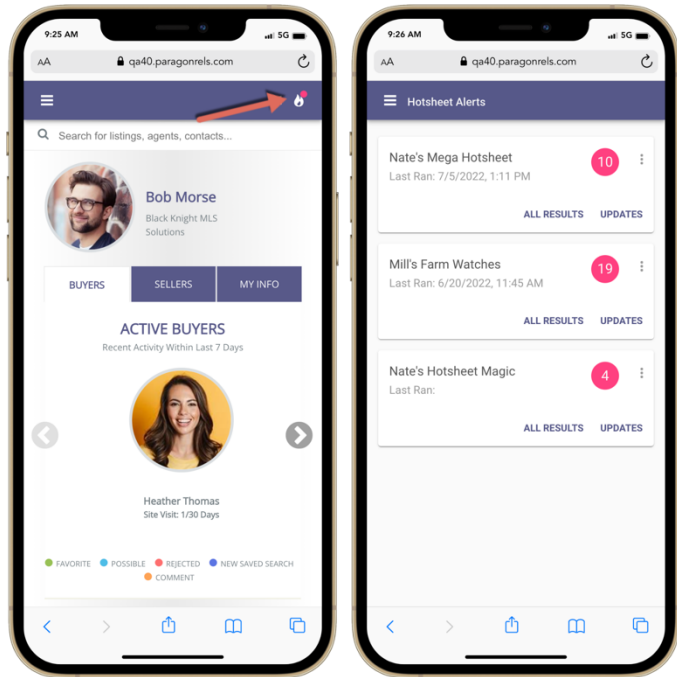 9:25 AM
5G
AA
qa40.paragonrels.com
Search for listings, agents, contacts...
Bob Morse
Black Knight MLS
Solutions
BUYERS
SELLERS
MY INFO
ACTIVE BUYERS
Recent Activity Within Last 7 Days
Heather Thomas
Site Visit: 1/30 Days
FAVORITE POSSIBLE REJECTED NEW SAVED SEARCH
COMMENT
9:26 AM
5G
AA
qa40.paragonrels.com
Hotsheet Alerts
Nate's Mega Hotsheet
10
Last Ran: 7/5/2022, 1:11 PM
ALL RESULTS UPDATES
Mill's Farm Watches
19
Last Ran: 6/20/2022, 11:45 AM
ALL RESULTS UPDATES
Nate's Hotsheet Magic
4
Last Ran:
ALL RESULTS UPDATES